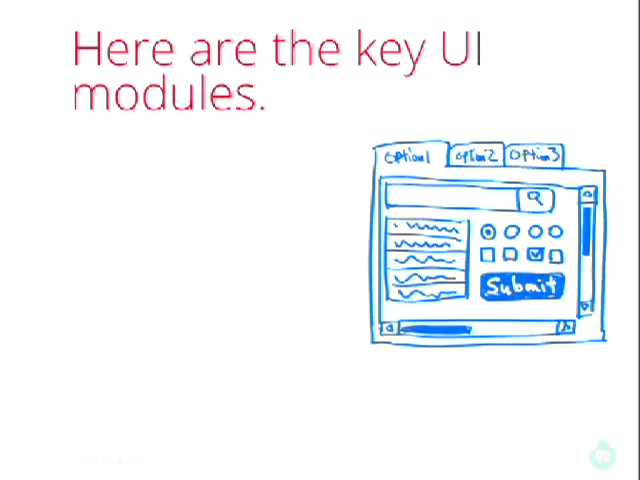 Here are the key UI
modules.
option1 option2 option3
Submit